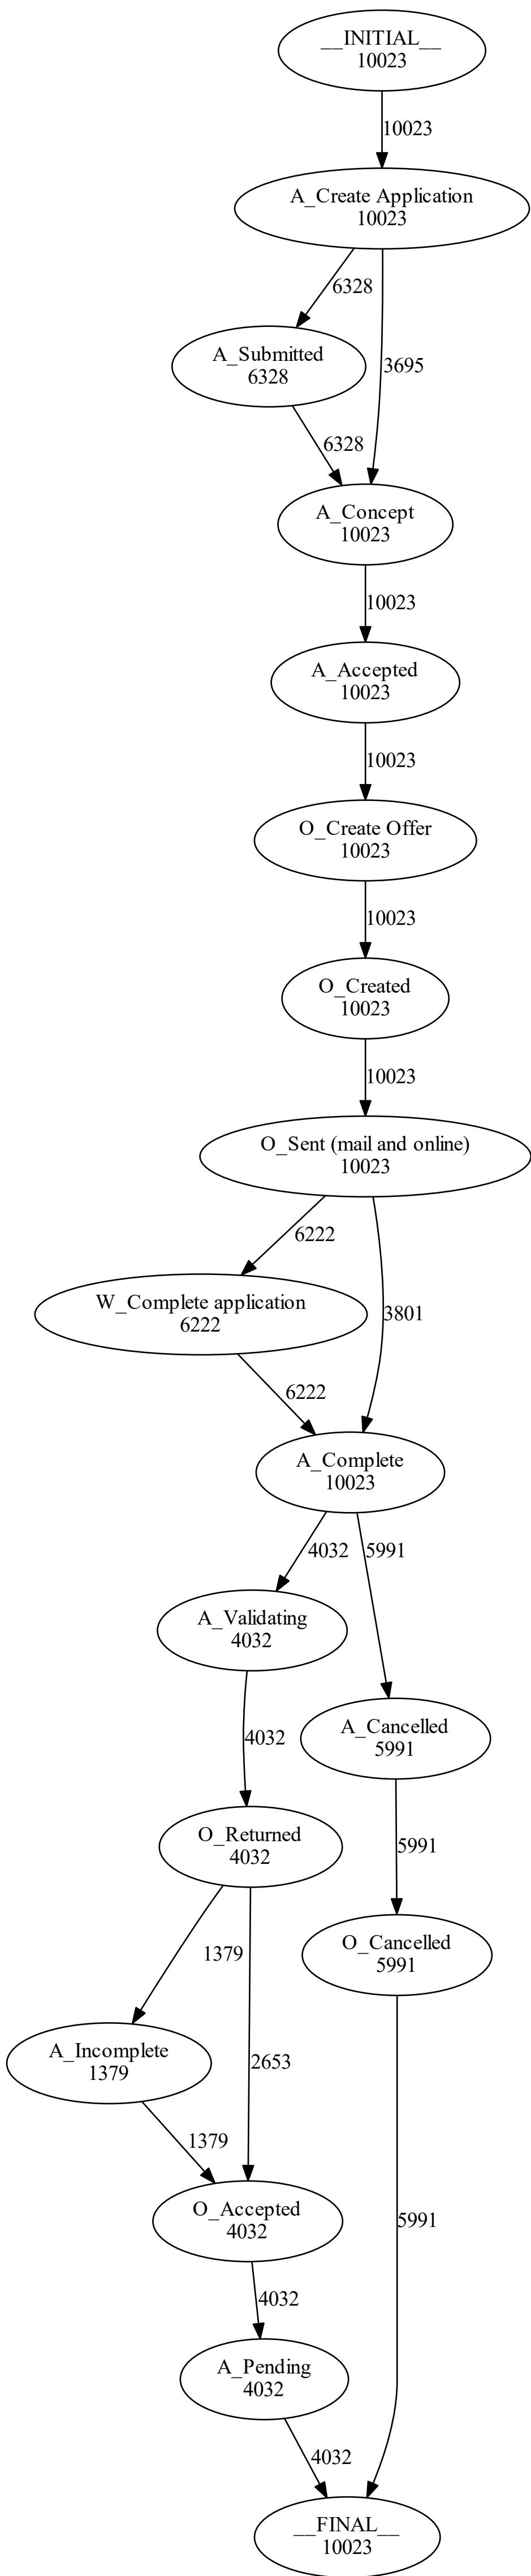 __INITIAL__
10023
10023
A_Create Application
10023
6328
A_Submitted
6328
3695
6328
A_Concept
10023
10023
A_Accepted
10023
10023
O_Create Offer
10023
10023
O_Created
10023
10023
O_Sent (mail and online)
10023
6222
W_Complete application
6222
3801
6222
A_Complete
10023
4032
5991
A_Validating
4032
A_Cancelled
5991
4032
O_Returned
4032
5991
1379
O_Cancelled
5991
A_Incomplete
1379
2653
1379
O_Accepted
4032
5991
4032
A_Pending
4032
4032
__FINAL__
10023